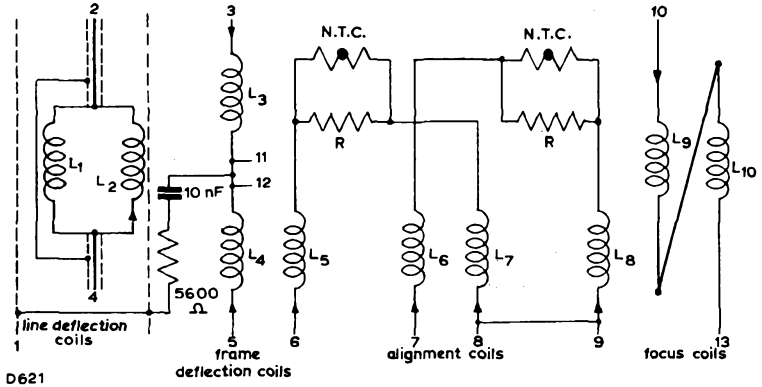 2
3
N.T.C.
N.T.C.
10
L3
R
R
L1
L2
11
12
10 nF
L9
L10
L4
L5
L6
L7
L8
4
5600
Ω
line deflection
coils
1
5
6
7
8
9
13
frame
deflection coils
alignment coils
focus coils
D621